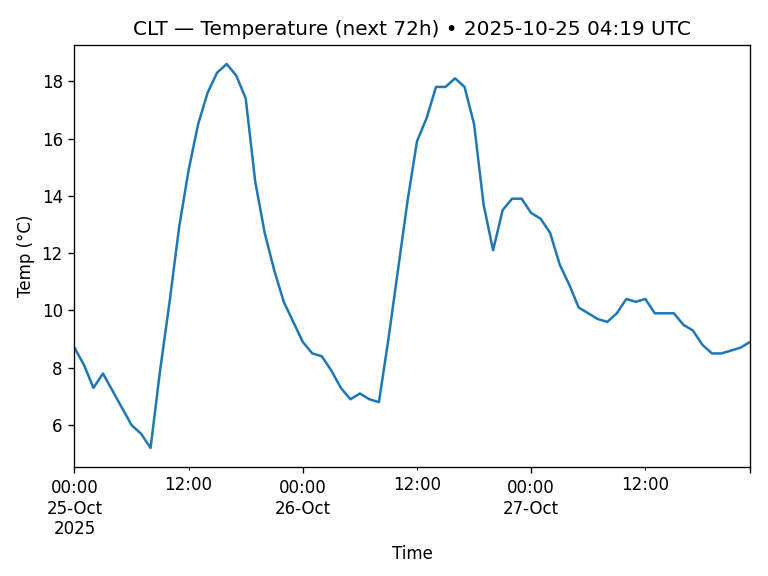 CLT — Temperature (next 72h) • 2025-10-25 04:19 UTC
Temp (°C)
18
16
14
12
10
8
6
00:00 12:00 00:00 12:00 00:00 12:00
25-Oct 26-Oct 27-Oct
2025
Time